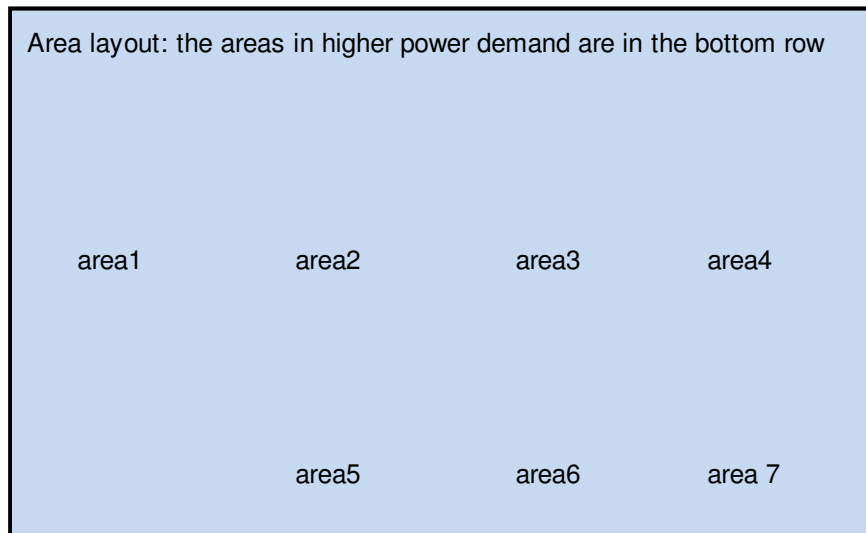 Area layout: the areas in higher power demand are in the bottom row
area1 area2 area3 area4
area5 area6 area 7